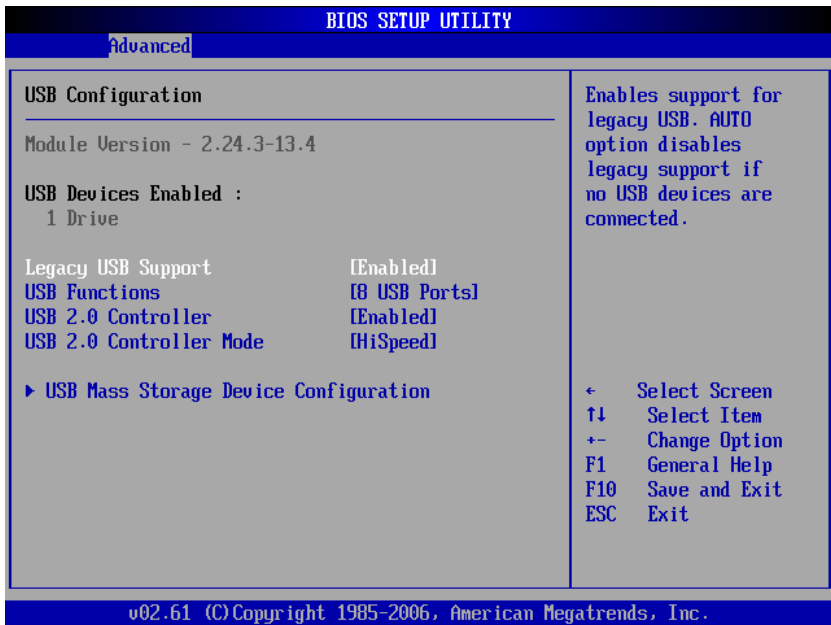 BIOS SETUP UTILITY
Advanced
USB Configuration
Module Version - 2.24.3-13.4
USB Devices Enabled :
1 Drive
Legacy USB Support [Enabled]
USB Functions [8 USB Ports]
USB 2.0 Controller [Enabled]
USB 2.0 Controller Mode [HiSpeed]
USB Mass Storage Device Configuration
Enables support for
legacy USB. AUTO
option disables
legacy support if
no USB devices are
connected.
← Select Screen
↑↓ Select Item
+- Change Option
F1 General Help
F10 Save and Exit
ESC Exit
v02.61 (C)Copyright 1985-2006, American Megatrends, Inc.